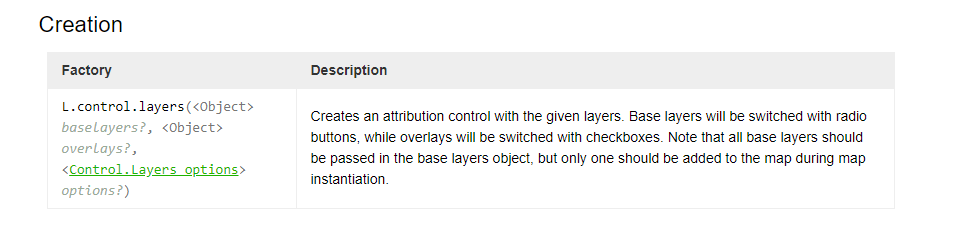 Creation
Factory
Description
L.control.layers(<Object>
baselayers?, <Object>
overlays?,
<Control.Layers options>
options?)
Creates an attribution control with the given layers. Base layers will be switched with radio
buttons, while overlays will be switched with checkboxes. Note that all base layers should
be passed in the base layers object, but only one should be added to the map during map
instantiation.